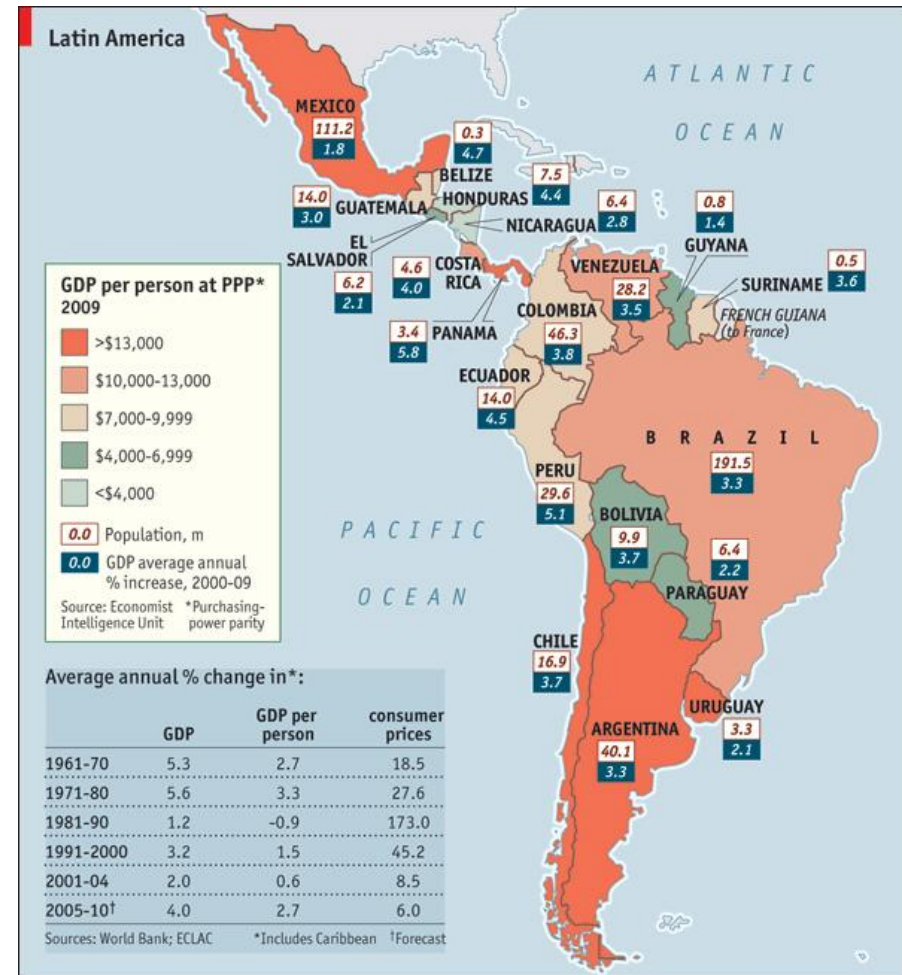 Latin America
ATLANTIC
OCEAN
MEXICO
111.2
1.8
0.3
4.7
BELIZE
14.0
3.0
GUATEMALA
HONDURAS
7.5
4.4
NICARAGUA
6.4
2.8
0.8
1.4
GUYANA
EL
SALVADOR
6.2
2.1
4.6
4.0
COSTA
RICA
VENEZUELA
28.2
3.5
SURINAME
0.5
3.6
FRENCH GUIANA
(to France)
3.4
5.8
PANAMA
COLOMBIA
46.3
3.8
ECUADOR
14.0
4.5
BRAZIL
191.5
3.3
PERU
29.6
5.1
BOLIVIA
9.9
3.7
6.4
2.2
PARAGUAY
PACIFIC
OCEAN
CHILE
16.9
3.7
ARGENTINA
40.1
3.3
URUGUAY
3.3
2.1
GDP per person at PPP*
2009
>$13,000
$10,000-13,000
$7,000-9,999
$4,000-6,999
<$4,000
0.0 Population, m
0.0 GDP average annual
% increase, 2000-09
Source: Economist *Purchasing-
Intelligence Unit power parity
Average annual % change in*:
GDP GDP per person consumer prices
1961-70 5.3 2.7 18.5
1971-80 5.6 3.3 27.6
1981-90 1.2 -0.9 173.0
1991-2000 3.2 1.5 45.2
2001-04 2.0 0.6 8.5
2005-10† 4.0 2.7 6.0
Sources: World Bank; ECLAC *Includes Caribbean †Forecast